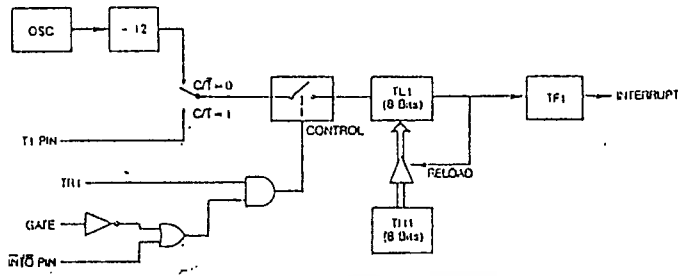 OSC
÷ 12
C/T̅ = 0
C/T̅ = 1
T1 PIN
CONTROL
TL1
(8 Bits)
TF1
INTERRUPT
TR1
RELOAD
GATE
TH1
(8 Bits)
I̅N̅T̅0̅ PIN